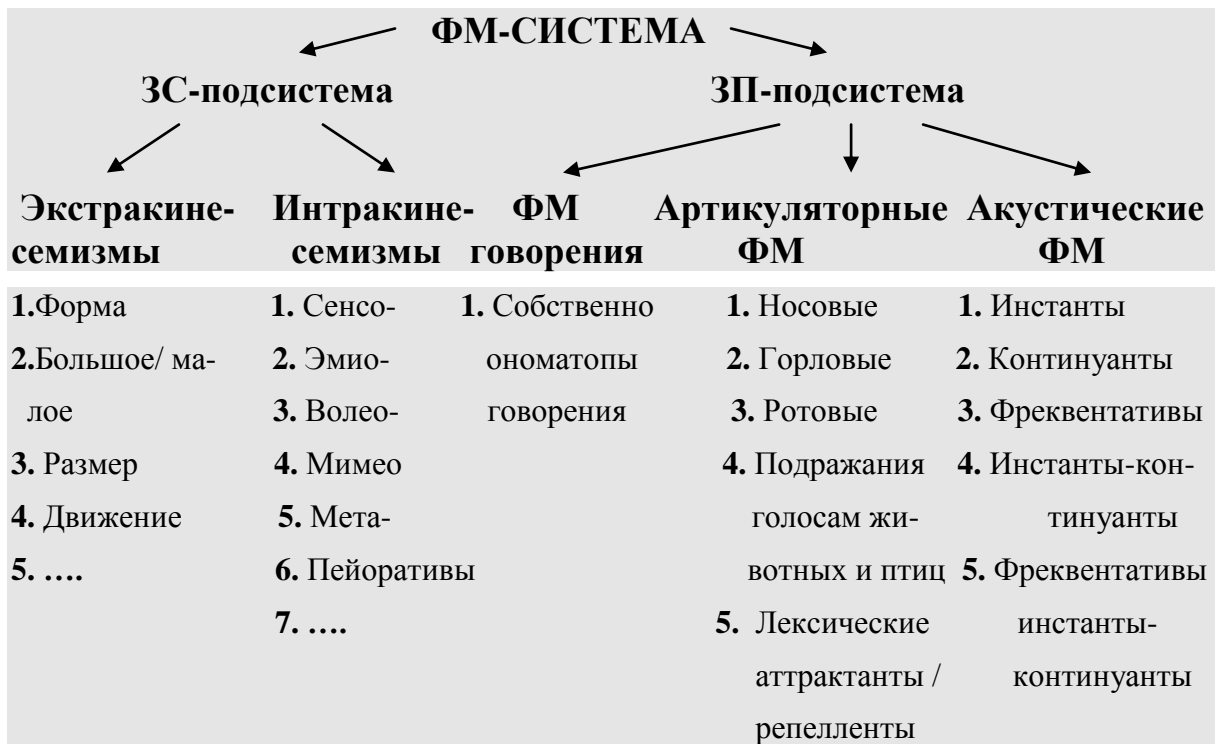 ФМ-СИСТЕМА
ЗС-подсистема ЗП-подсистема
Экстракине- Интракине- ФМ Артикуляторные Акустические
семизмы семизмы говорения ФМ ФМ
1.Форма 1. Сенсо- 1. Собственно 1. Носовые 1. Инстанты
2.Большое/ ма- 2. Эмио- ономатопы 2. Горловые 2. Континуанты
лое 3. Волео- говорения 3. Ротовые 3. Фреквентативы
3. Размер 4. Мимео 4. Подражания 4. Инстанты-кон-
4. Движение 5. Мета- голосам жи- тинуанты
5. …. 6. Пейоративы вотных и птиц 5. Фреквентативы
7. …. 5. Лексические инстанты-
аттрактанты / континуанты
репелленты